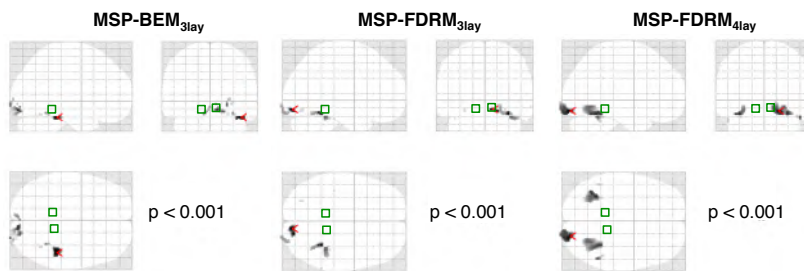 MSP-BEM3lay MSP-FDRM3lay MSP-FDRM4lay
p < 0.001 p < 0.001 p < 0.001